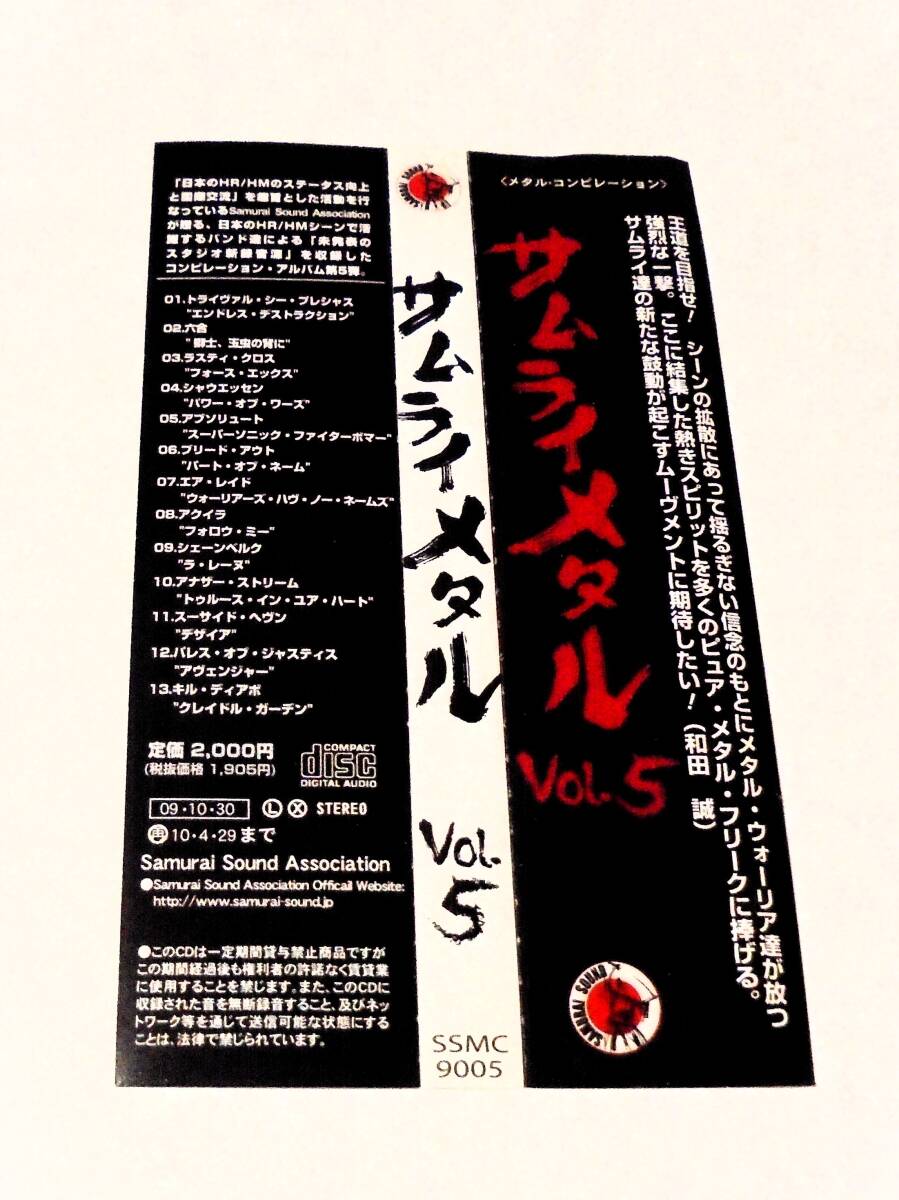 「日本のHR/HMのステータス向上
と国際交流」を趣旨とした活動を行
なっているSamurai Sound Association
が贈る、日本のHR/HMシーンで活
躍するバンド達による「未発表の
スタジオ新録音源」を収録した
コンピレーション・アルバム第5弾。
01.トライヴァル・シー・プレシャス
"エンドレス・デストラクション"
02.六合
"獅士、玉虫の背に"
03.ラスティ・クロス
"フォース・エックス"
04.シャウエッセン
"パワー・オブ・ワーズ"
05.アブソリュート
"スーパーソニック・ファイターボマー"
06.ブリード・アウト
"パート・オブ・ネーム"
07.エア・レイド
"ウォーリアーズ・ハヴ・ノー・ネームズ"
08.アクイラ
"フォロウ・ミー"
09.シェーンベルク
"ラ・レーヌ"
10.アナザー・ストリーム
"トゥルース・イン・ユア・ハート"
11.スーサイド・ヘヴン
"デザイア"
12.パレス・オブ・ジャスティス
"アヴェンジャー"
13.キル・ディアボ
"クレイドル・ガーデン"
定価 2,000円
(税抜価格 1,905円)
COMPACT
disc
DIGITAL AUDIO
09・10・30 Ⓛ Ⓧ STEREO
再10・4・29まで
Samurai Sound Association
●Samurai Sound Association Officail Website:
http://www.samurai-sound.jp
●このCDは一定期間貸与禁止商品ですが
この期間経過後も権利者の許諾なく賃貸業
に使用することを禁じます。また、このCDに
収録された音を無断録音すること、及びネッ
トワーク等を通じて送信可能な状態にする
ことは、法律で禁じられています。
サムライメタル
Vol.
5
SSMC
9005
〈メタル・コンピレーション〉
王道を目指せ! シーンの拡散にあって揺るぎない信念のもとにメタル・ウォーリア達が放つ
強烈な一撃。ここに結集した熱きスピリットを多くのピュア・メタル・フリークに捧げる。
サムライ達の新たな鼓動が起こすムーヴメントに期待したい! (和田 誠)
サムライメタル
Vol.5
SAMURAI SOUND